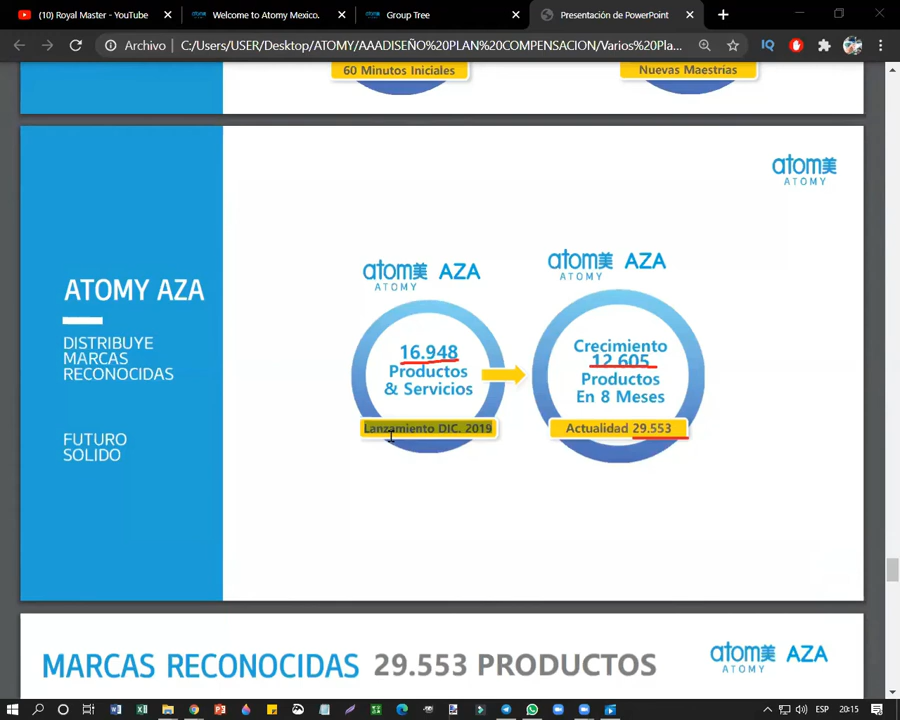 (10) Royal Master - YouTube
Welcome to Atomy Mexico.
Group Tree
Presentación de PowerPoint
Archivo
C:/Users/USER/Desktop/ATOMY/AAADISEÑO%20PLAN%20COMPENSACION/Varios%20Pla...
IQ
60 Minutos Iniciales
Nuevas Maestrías
atom美
ATOMY
ATOMY AZA
DISTRIBUYE
MARCAS
RECONOCIDAS
FUTURO
SOLIDO
atom美 AZA
ATOMY
16.948
Productos
& Servicios
Lanzamiento DIC. 2019
atom美 AZA
ATOMY
Crecimiento
12.605
Productos
En 8 Meses
Actualidad 29.553
MARCAS RECONOCIDAS 29.553 PRODUCTOS
atom美 AZA
ATOMY
ESP
20:15